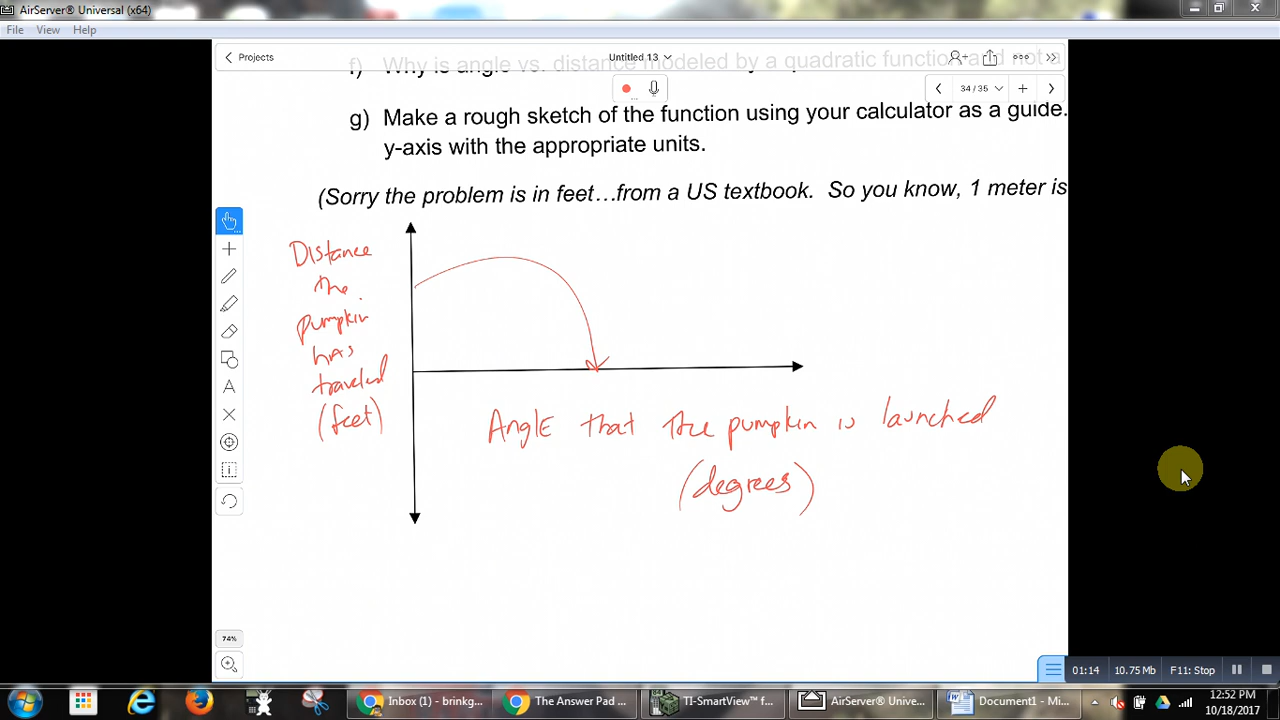 AirServer® Universal (x64)
File View Help
Projects
Untitled 13
f) Why is angle vs. distance modeled by a quadratic function and not a
34 / 35
g) Make a rough sketch of the function using your calculator as a guide.
y-axis with the appropriate units.
(Sorry the problem is in feet…from a US textbook. So you know, 1 meter is
Distance
the
pumpkin
has
traveled
(feet)
Angle that the pumpkin is launched
(degrees)
A
74%
01:14 10.75 Mb F11: Stop
Inbox (1) - brinkg...
The Answer Pad ...
TI-SmartView™ f...
AirServer® Univers...
Document1 - Mi...
12:52 PM
10/18/2017